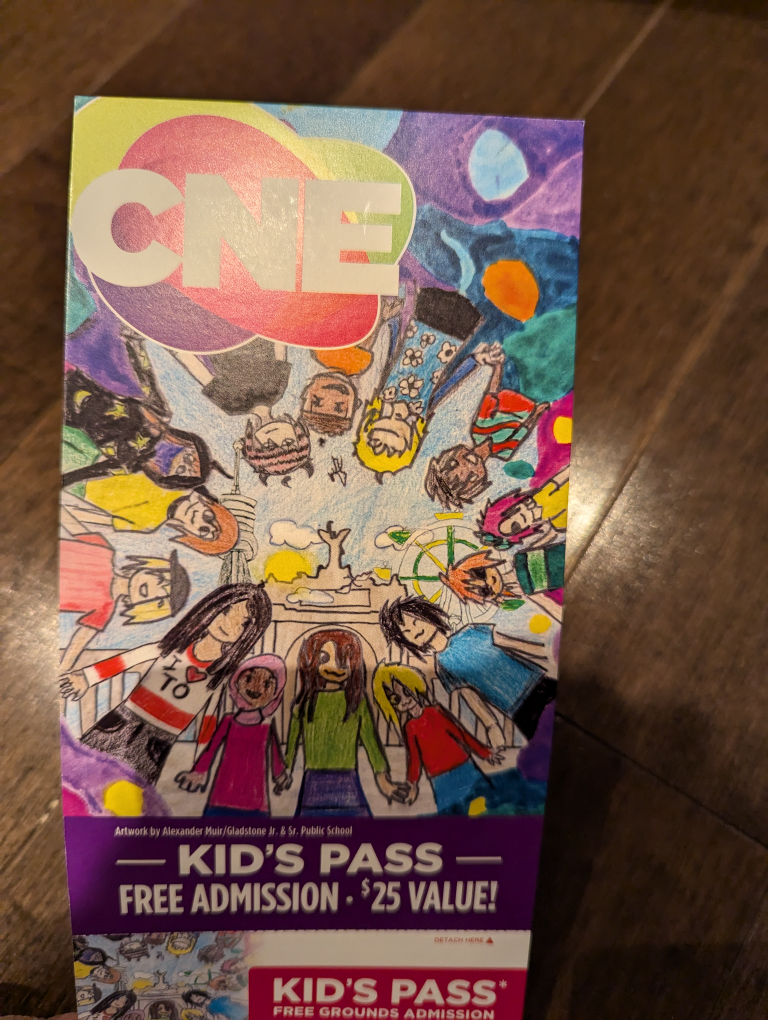 CNE
I ♥
TO
Artwork by Alexander Muir/Gladstone Jr. & Sr. Public School
KID'S PASS
FREE ADMISSION · $25 VALUE!
DETACH HERE ▲
KID'S PASS*
FREE GROUNDS ADMISSION